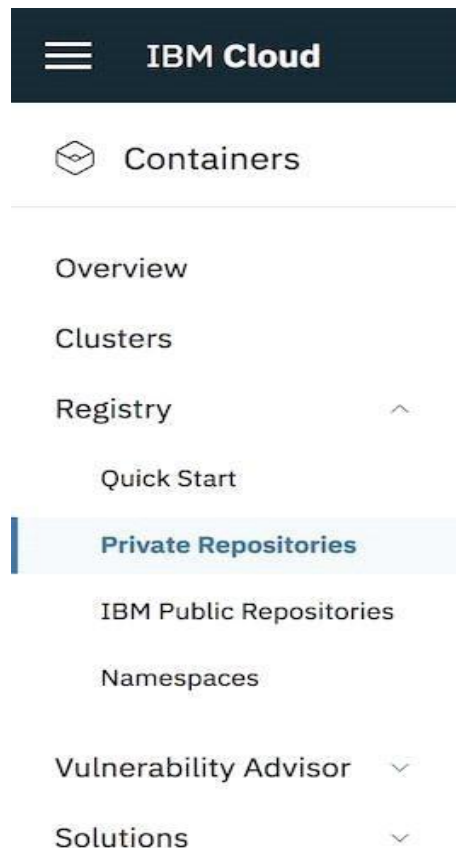 IBM Cloud
Containers
Overview
Clusters
Registry
Quick Start
Private Repositories
IBM Public Repositories
Namespaces
Vulnerability Advisor
Solutions